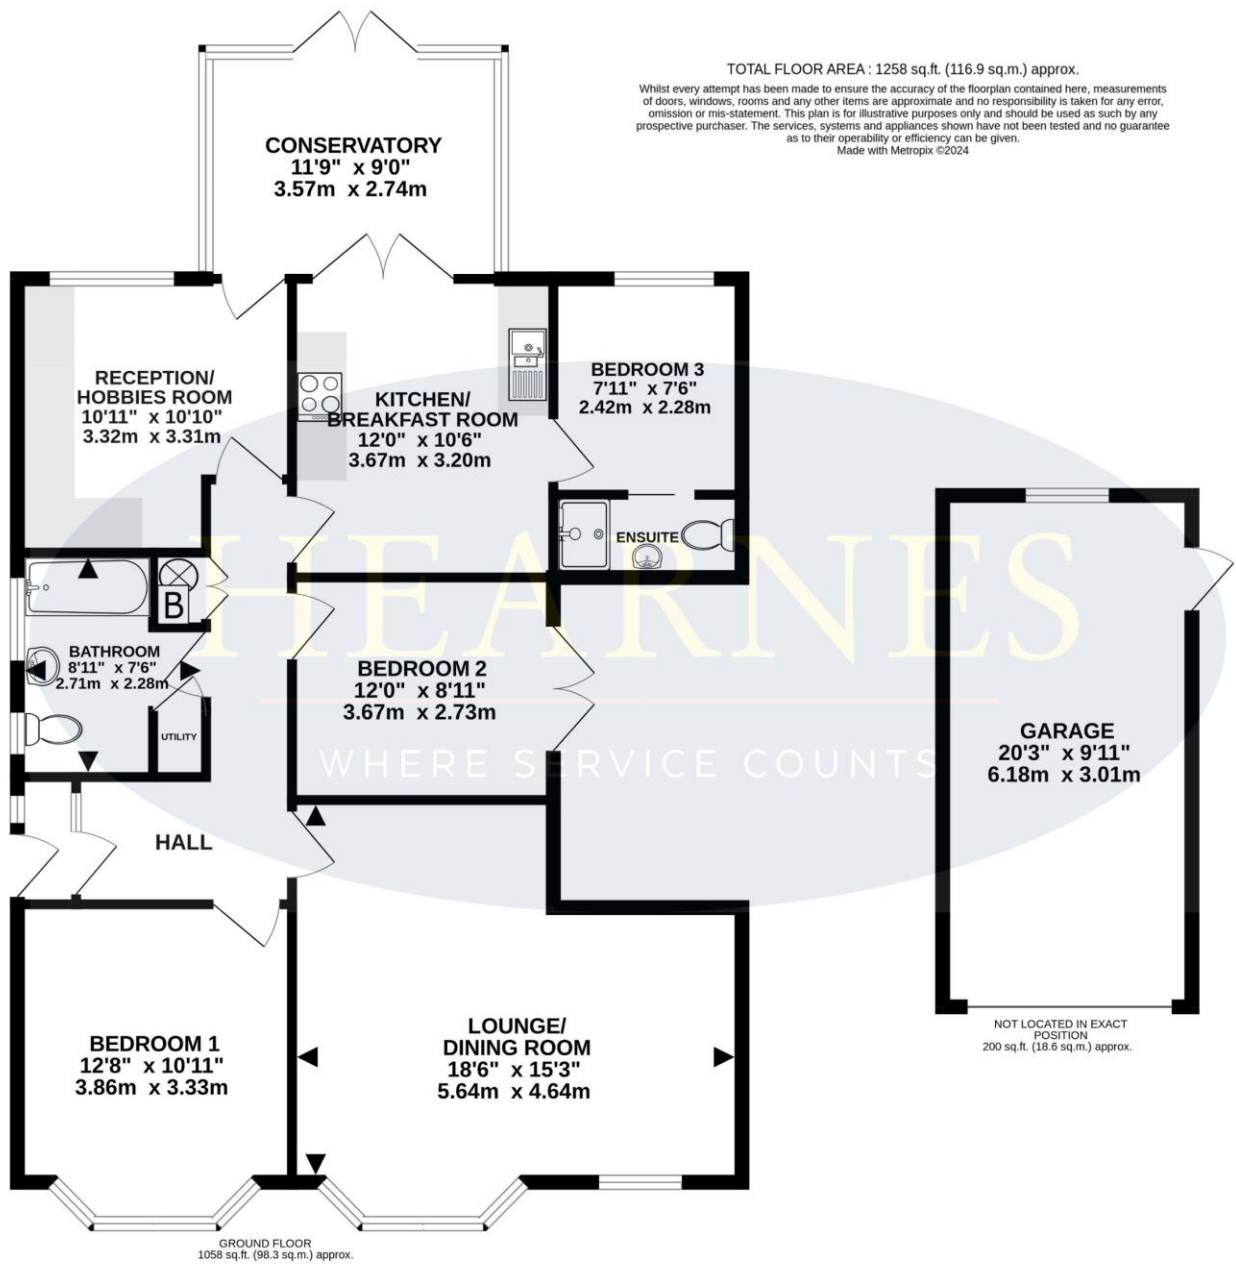 TOTAL FLOOR AREA : 1258 sq.ft. (116.9 sq.m.) approx.
Whilst every attempt has been made to ensure the accuracy of the floorplan contained here, measurements
of doors, windows, rooms and any other items are approximate and no responsibility is taken for any error,
omission or mis-statement. This plan is for illustrative purposes only and should be used as such by any
prospective purchaser. The services, systems and appliances shown have not been tested and no guarantee
as to their operability or efficiency can be given.
Made with Metropix ©2024
CONSERVATORY
11'9" x 9'0"
3.57m x 2.74m
RECEPTION/
HOBBIES ROOM
10'11" x 10'10"
3.32m x 3.31m
KITCHEN/
BREAKFAST ROOM
12'0" x 10'6"
3.67m x 3.20m
BEDROOM 3
7'11" x 7'6"
2.42m x 2.28m
ENSUITE
HEARNES
WHERE SERVICE COUNTS
B
BATHROOM
8'11" x 7'6"
2.71m x 2.28m
UTILITY
BEDROOM 2
12'0" x 8'11"
3.67m x 2.73m
HALL
GARAGE
20'3" x 9'11"
6.18m x 3.01m
NOT LOCATED IN EXACT
POSITION
200 sq.ft. (18.6 sq.m.) approx.
BEDROOM 1
12'8" x 10'11"
3.86m x 3.33m
LOUNGE/
DINING ROOM
18'6" x 15'3"
5.64m x 4.64m
GROUND FLOOR
1058 sq.ft. (98.3 sq.m.) approx.